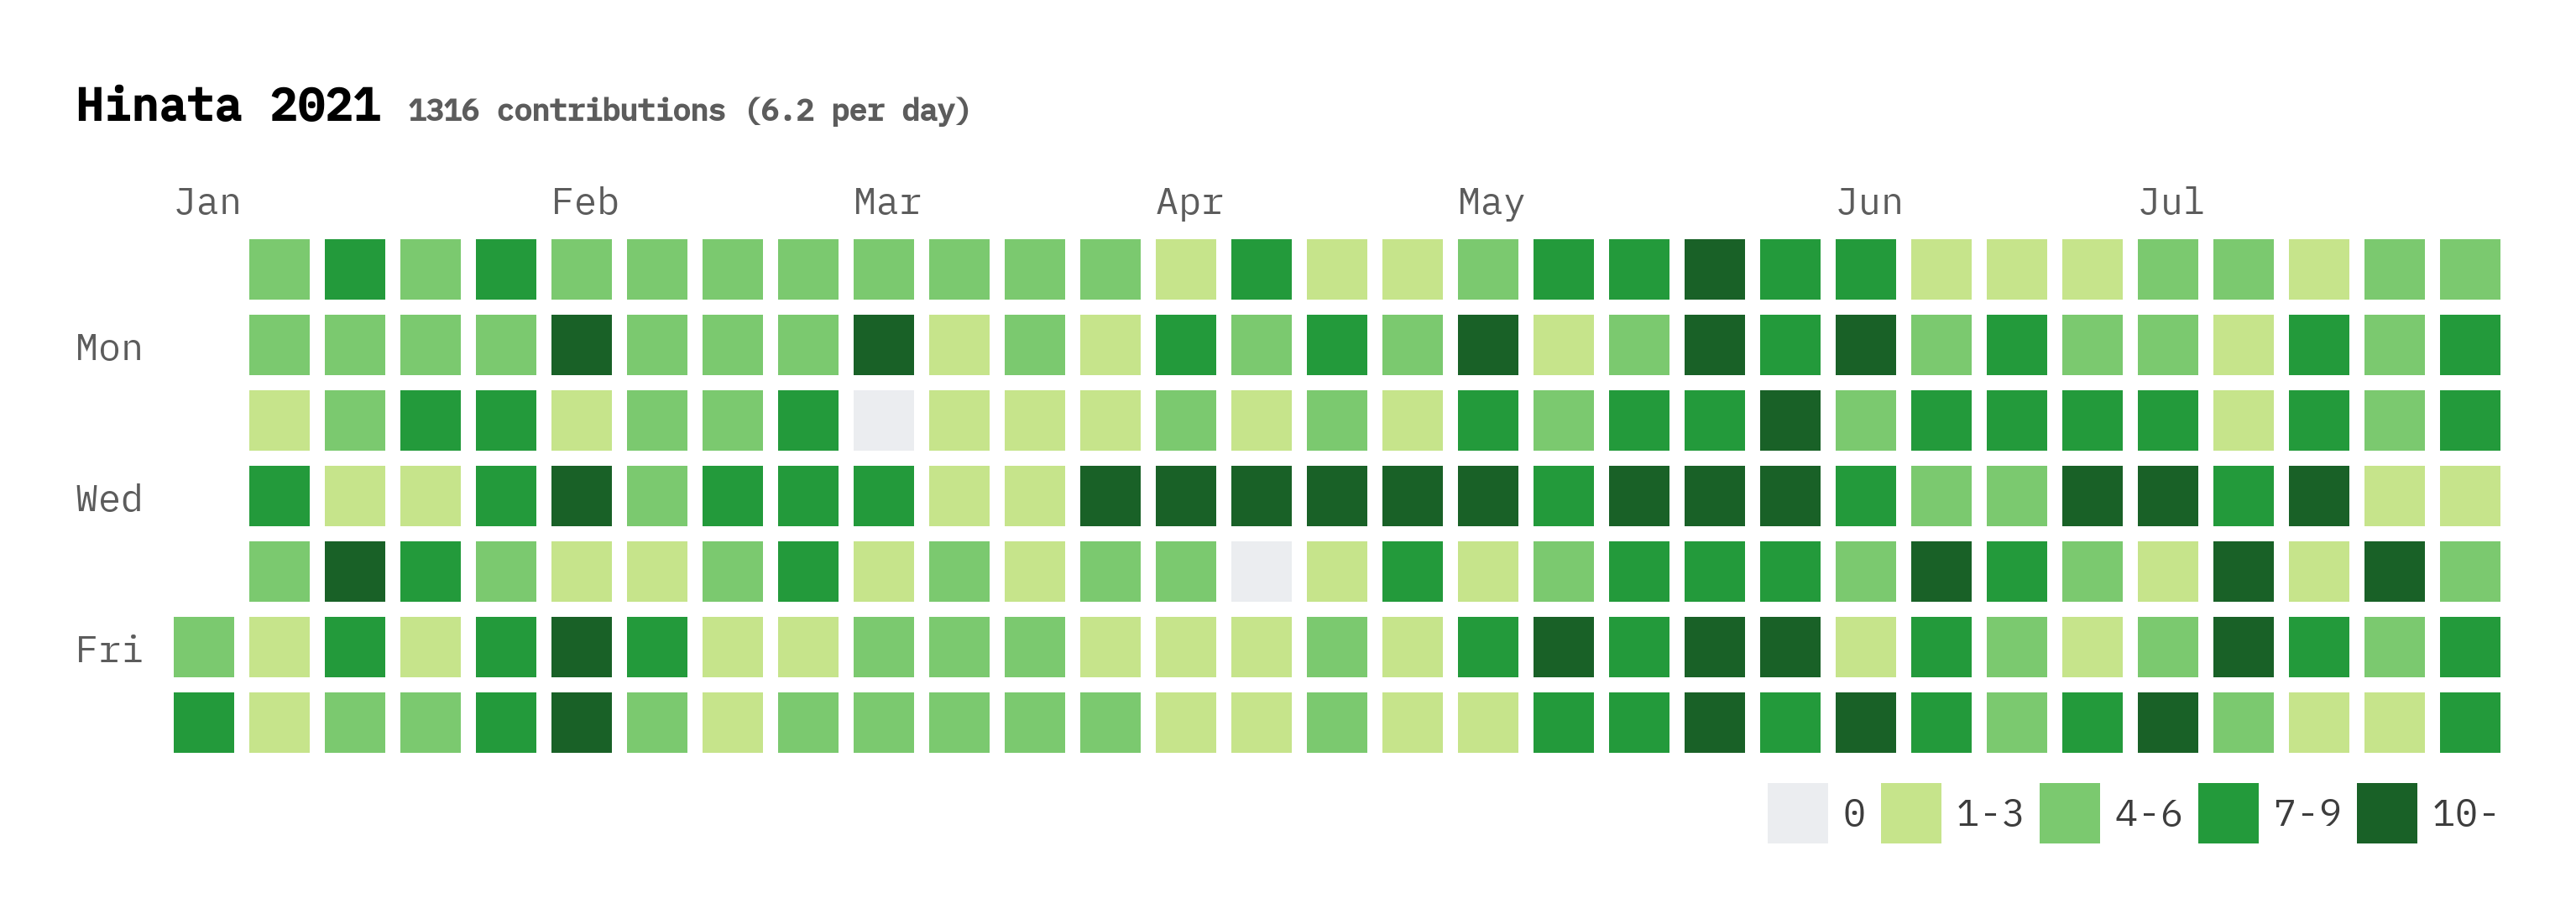 Hinata 2021 1316 contributions (6.2 per day)
Jan Feb Mar Apr May Jun Jul
Mon
Wed
Fri
0 1-3 4-6 7-9 10-